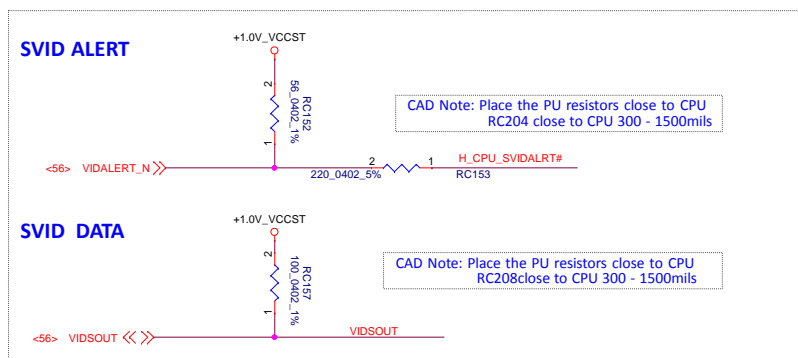 SVID ALERT
+1.0V_VCCST
2
56_0402_1%
RC152
1
CAD Note: Place the PU resistors close to CPU
RC204 close to CPU 300 - 1500mils
<56> VIDALERT_N
2
1
H_CPU_SVIDALRT#
220_0402_5%
RC153
SVID DATA
+1.0V_VCCST
2
100_0402_1%
RC157
1
CAD Note: Place the PU resistors close to CPU
RC208close to CPU 300 - 1500mils
<56> VIDSOUT
VIDSOUT